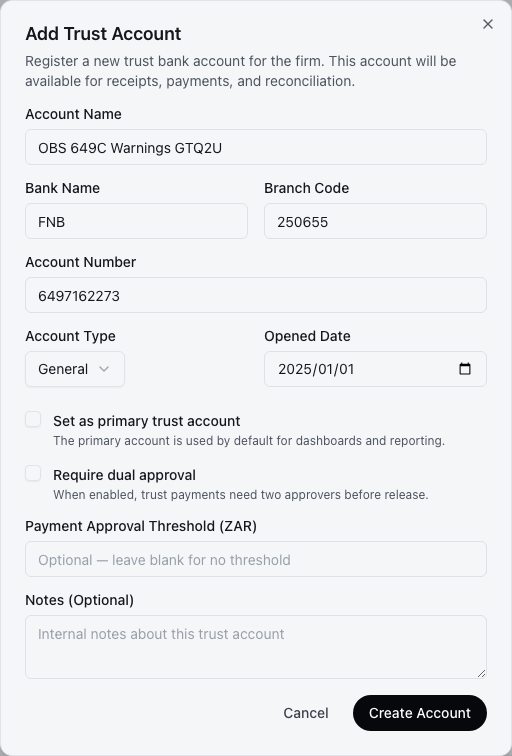 Add Trust Account
Register a new trust bank account for the firm. This account will be
available for receipts, payments, and reconciliation.
Account Name
OBS 649C Warnings GTQ2U
Bank Name
Branch Code
FNB
250655
Account Number
6497162273
Account Type
Opened Date
General
2025/01/01
Set as primary trust account
The primary account is used by default for dashboards and reporting.
Require dual approval
When enabled, trust payments need two approvers before release.
Payment Approval Threshold (ZAR)
Optional — leave blank for no threshold
Notes (Optional)
Internal notes about this trust account
Cancel
Create Account